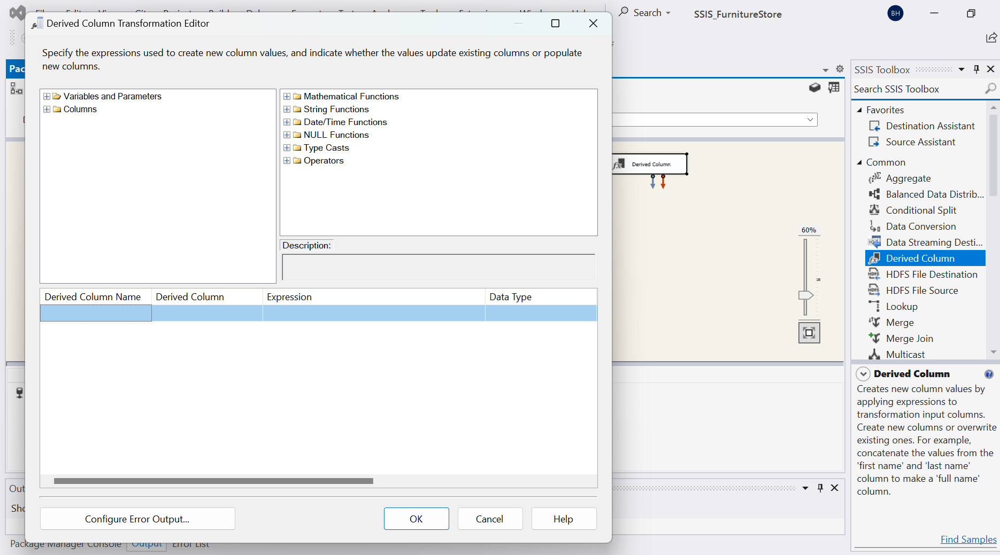 Derived Column Transformation Editor
Search
SSIS_FurnitureStore
BH
Specify the expressions used to create new column values, and indicate whether the values update existing columns or populate
new columns.
Variables and Parameters
Columns
Mathematical Functions
String Functions
Date/Time Functions
NULL Functions
Type Casts
Operators
Description:
Derived Column Name
Derived Column
Expression
Data Type
Configure Error Output...
OK
Cancel
Help
Pac
Out
Sho
Package Manager Console
Output
Error List
Derived Column
60%
SSIS Toolbox
Search SSIS Toolbox
Favorites
Destination Assistant
Source Assistant
Common
Aggregate
Balanced Data Distrib...
Conditional Split
Data Conversion
Data Streaming Desti...
Derived Column
HDFS File Destination
HDFS File Source
Lookup
Merge
Merge Join
Multicast
Derived Column
Creates new column values by
applying expressions to
transformation input columns.
Create new columns or overwrite
existing ones. For example,
concatenate the values from the
'first name' and 'last name'
column to make a 'full name'
column.
Find Samples